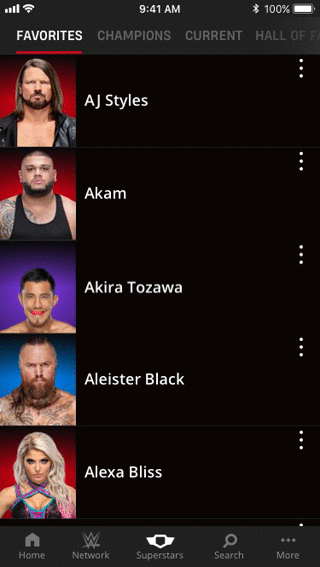 9:41 AM
100%
FAVORITES CHAMPIONS CURRENT HALL OF FA
AJ Styles
Akam
Akira Tozawa
Aleister Black
Alexa Bliss
Home Network Superstars Search More